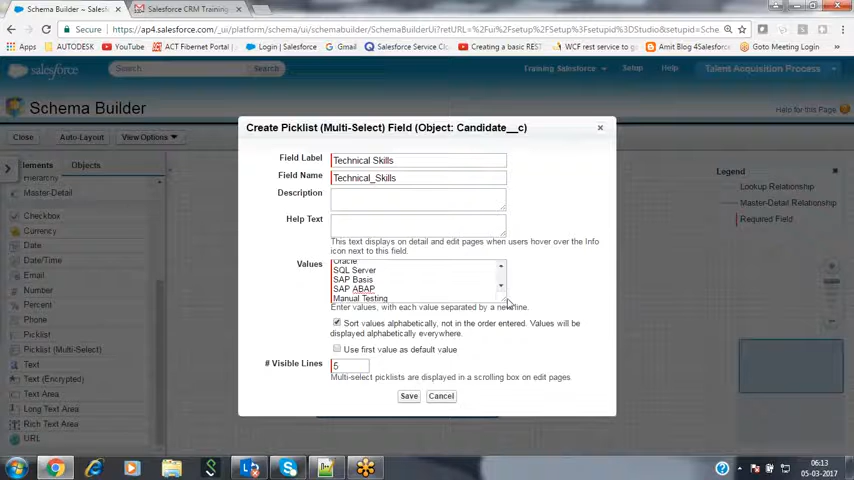 Schema Builder ~ Sales
Salesforce CRM Training
Secure
https://ap4.salesforce.com/_ui/platform/schema/ui/schemabuilder/SchemaBuilderUi?retURL=%2Fui%2Fsetup%2FSetup%3Fsetupid%3DStudio&setupid=Schem
Apps
AUTODESK
YouTube
ACT Fibernet Portal
Login | Salesforce
Gmail
Salesforce Service Clo
Creating a basic REST
WCF rest service to g
Amit Blog 4Salesforce
Goto Meeting
salesforce
Search
Search
Training Salesforce
Setup
Help
Talent Acquisition Process
Schema Builder
Help for this Page
Close
Auto-Layout
View Options
Elements
Objects
Hierarchy
Master-Detail
Checkbox
Currency
Date
Date/Time
Email
Number
Percent
Phone
Picklist
Picklist (Multi-Select)
Text
Text (Encrypted)
Text Area
Long Text Area
Rich Text Area
URL
Create Picklist (Multi-Select) Field (Object: Candidate__c)
Field Label
Technical Skills
Field Name
Technical_Skills
Description
Help Text
This text displays on detail and edit pages when users hover over the Info
icon next to this field.
Values
Oracle
SQL Server
SAP Basis
SAP ABAP
Manual Testing
Enter values, with each value separated by a new line.
Sort values alphabetically, not in the order entered. Values will be
displayed alphabetically everywhere.
Use first value as default value
# Visible Lines
5
Multi-select picklists are displayed in a scrolling box on edit pages
Save
Cancel
Legend
Lookup Relationship
Master-Detail Relationship
Required Field
06:13
05-03-2017